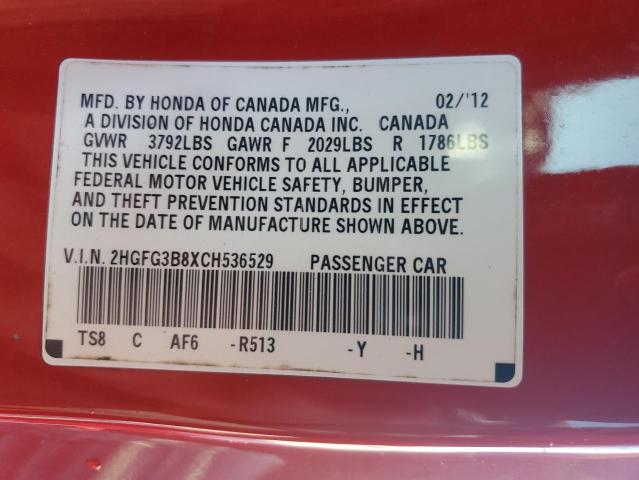 MFD. BY HONDA OF CANADA MFG., 02/'12
A DIVISION OF HONDA CANADA INC. CANADA
GVWR 3792LBS GAWR F 2029LBS R 1786LBS
THIS VEHICLE CONFORMS TO ALL APPLICABLE
FEDERAL MOTOR VEHICLE SAFETY, BUMPER,
AND THEFT PREVENTION STANDARDS IN EFFECT
ON THE DATE OF MANUFACTURE SHOWN ABOVE.
V.I.N. 2HGFG3B8XCH536529 PASSENGER CAR
TS8 C AF6 -R513 -Y -H